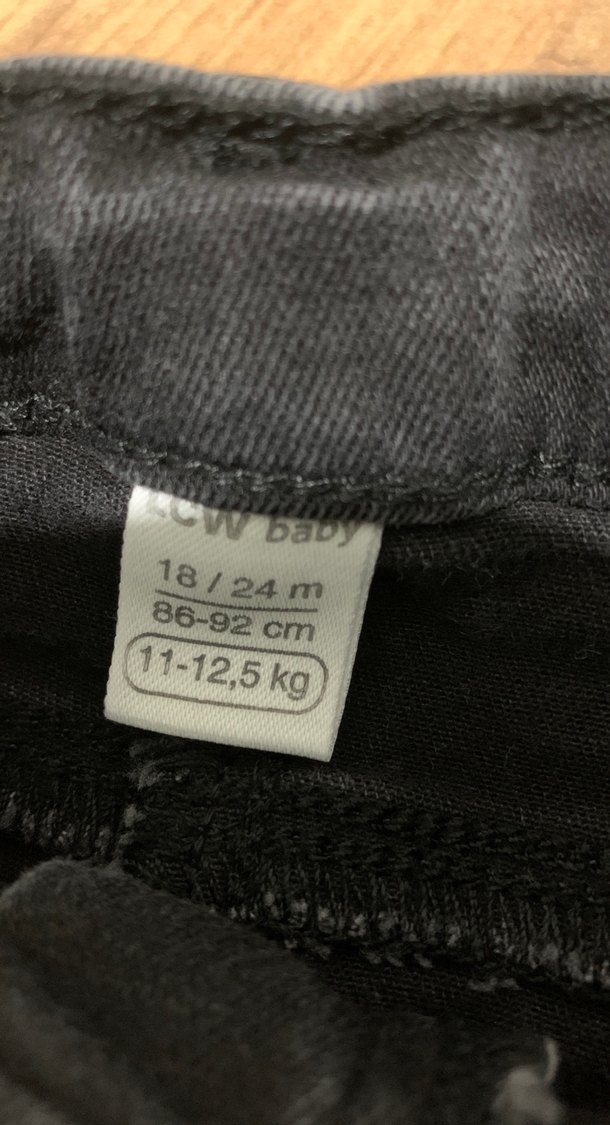 LCW baby
18 / 24 m
86-92 cm
11-12,5 kg